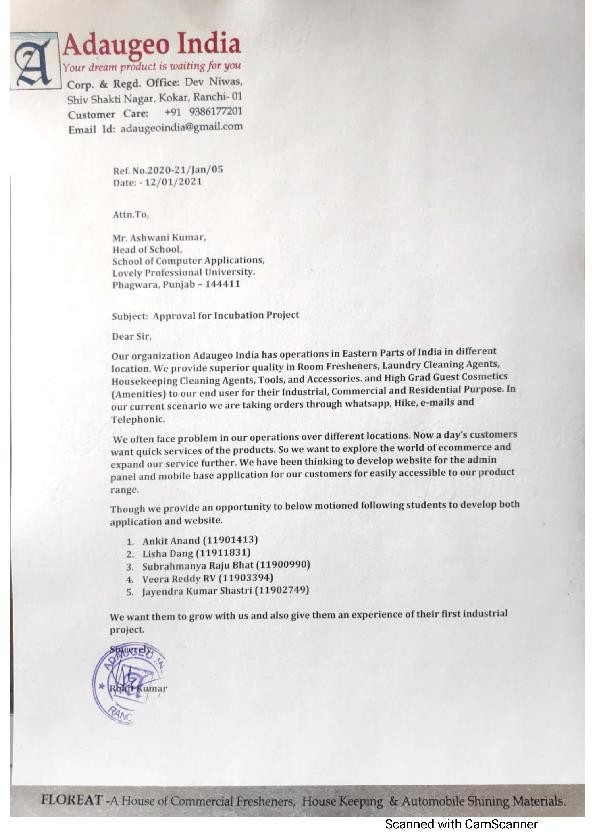 A
Adaugeo India
Your dream product is waiting for you
Corp. & Regd. Office: Dev Niwas,
Shiv Shakti Nagar, Kokar, Ranchi- 01
Customer Care: +91 9386177201
Email Id: adaugeoindia@gmail.com
Ref. No.2020-21/Jan/05
Date: - 12/01/2021
Attn.To,
Mr. Ashwani Kumar,
Head of School,
School of Computer Applications,
Lovely Professional University.
Phagwara, Punjab – 144411
Subject: Approval for Incubation Project
Dear Sir,
Our organization Adaugeo India has operations in Eastern Parts of India in different
location. We provide superior quality in Room Fresheners, Laundry Cleaning Agents,
Housekeeping Cleaning Agents, Tools, and Accessories. and High Grad Guest Cosmetics
(Amenities) to our end user for their Industrial, Commercial and Residential Purpose. In
our current scenario we are taking orders through whatsapp, Hike, e-mails and
Telephonic.
We often face problem in our operations over different locations. Now a day's customers
want quick services of the products. So we want to explore the world of ecommerce and
expand our service further. We have been thinking to develop website for the admin
panel and mobile base application for our customers for easily accessible to our product
range.
Though we provide an opportunity to below motioned following students to develop both
application and website.
1. Ankit Anand (11901413)
2. Lisha Dang (11911831)
3. Subrahmanya Raju Bhat (11900990)
4. Veera Reddy RV (11903394)
5. Jayendra Kumar Shastri (11902749)
We want them to grow with us and also give them an experience of their first industrial
project.
Sincerely,
ADAUGEO IN
Kumar
RANC
FLOREAT -A House of Commercial Fresheners, House Keeping & Automobile Shining Materials.
Scanned with CamScanner